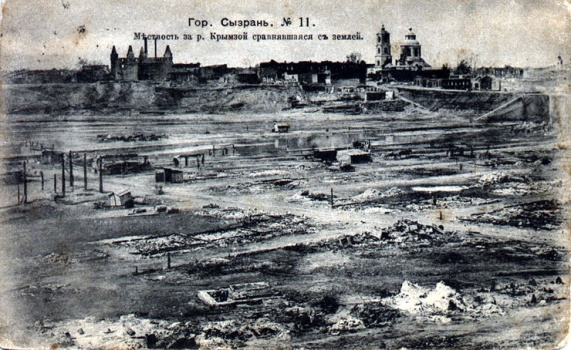 Гор. Сызрань. № 11.
Мѣстность за р. Крымзой сравнявшаяся съ землей.